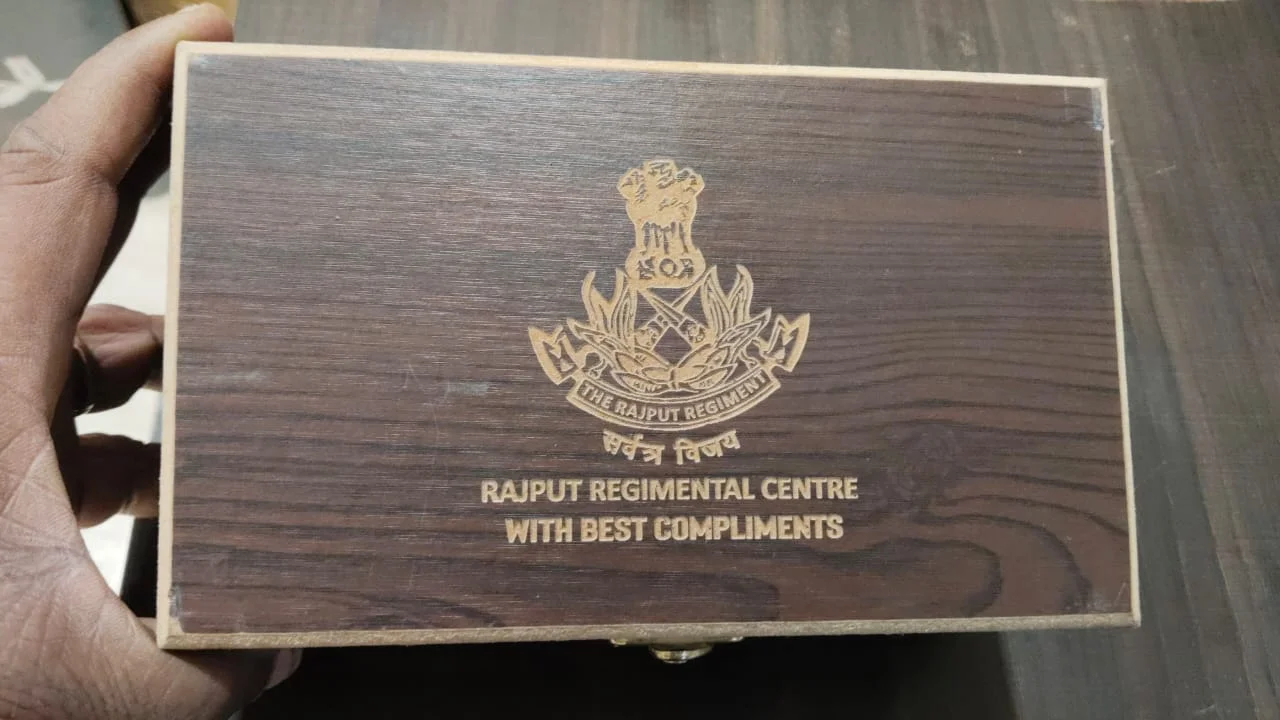 THE RAJPUT REGIMENT
सर्वत्र विजय
RAJPUT REGIMENTAL CENTRE
WITH BEST COMPLIMENTS